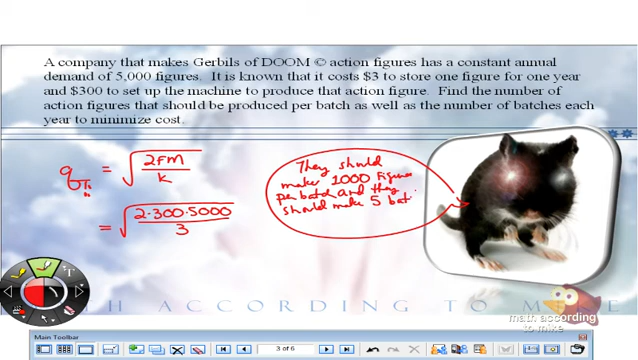 A company that makes Gerbils of DOOM © action figures has a constant annual
demand of 5,000 figures. It is known that it costs $3 to store one figure for one year
and $300 to set up the machine to produce that action figure. Find the number of
action figures that should be produced per batch as well as the number of batches each
year to minimize cost.
= √(2FM/k)
= √(2·300·5000/3)
They should
make 1000 figures
per batch and they
should make 5 bat
MATH ACCORDING TO MIKE
math according
to mike
Main Toolbar
3 of 6